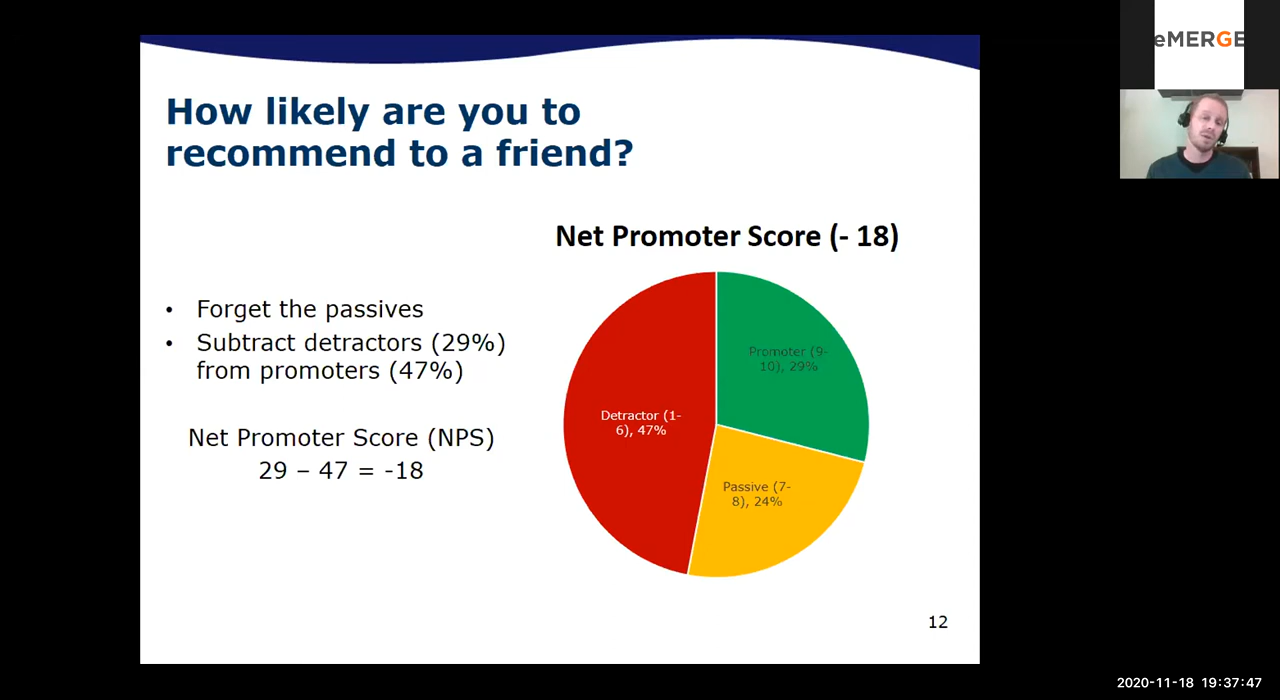 eMERGE
How likely are you to
recommend to a friend?
Net Promoter Score (- 18)
• Forget the passives
• Subtract detractors (29%)
from promoters (47%)
Net Promoter Score (NPS)
29 – 47 = -18
Promoter (9-
10), 29%
Detractor (1-
6), 47%
Passive (7-
8), 24%
12
2020-11-18 19:37:47